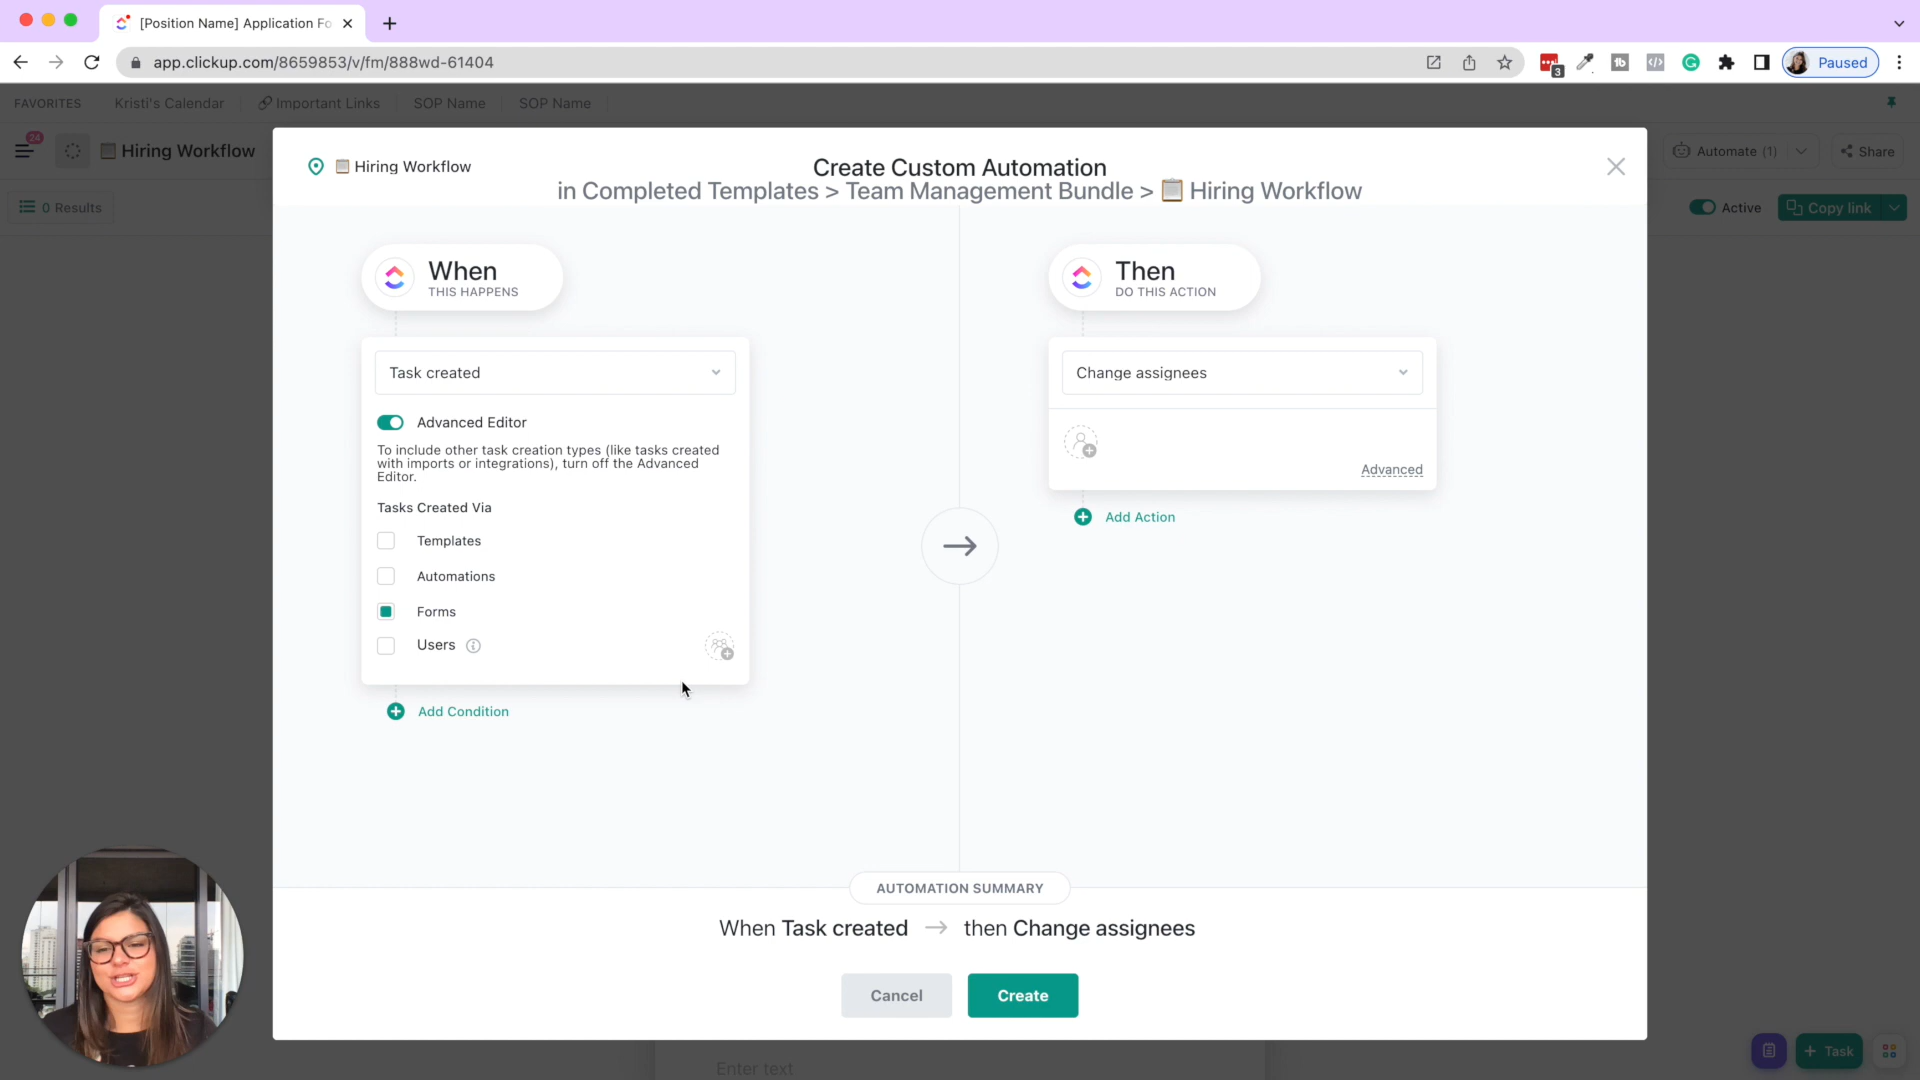 [Position Name] Application Fo
app.clickup.com/8659853/v/fm/888wd-61404
3
Paused
FAVORITES
Kristi's Calendar
Important Links
SOP Name
SOP Name
24
Hiring Workflow
Automate (1)
Share
0 Results
Active
Copy link
Hiring Workflow
Create Custom Automation
in Completed Templates > Team Management Bundle > Hiring Workflow
When
THIS HAPPENS
Then
DO THIS ACTION
Task created
Advanced Editor
To include other task creation types (like tasks created
with imports or integrations), turn off the Advanced
Editor.
Tasks Created Via
Templates
Automations
Forms
Users
Add Condition
Change assignees
Advanced
Add Action
AUTOMATION SUMMARY
When Task created → then Change assignees
Cancel
Create
Enter text
+ Task